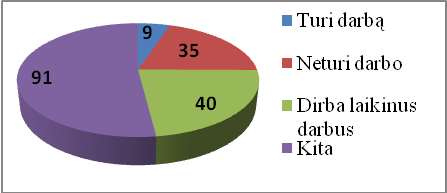 9
35
40
91
Turi darbą
Neturi darbo
Dirba laikinus
darbus
Kita